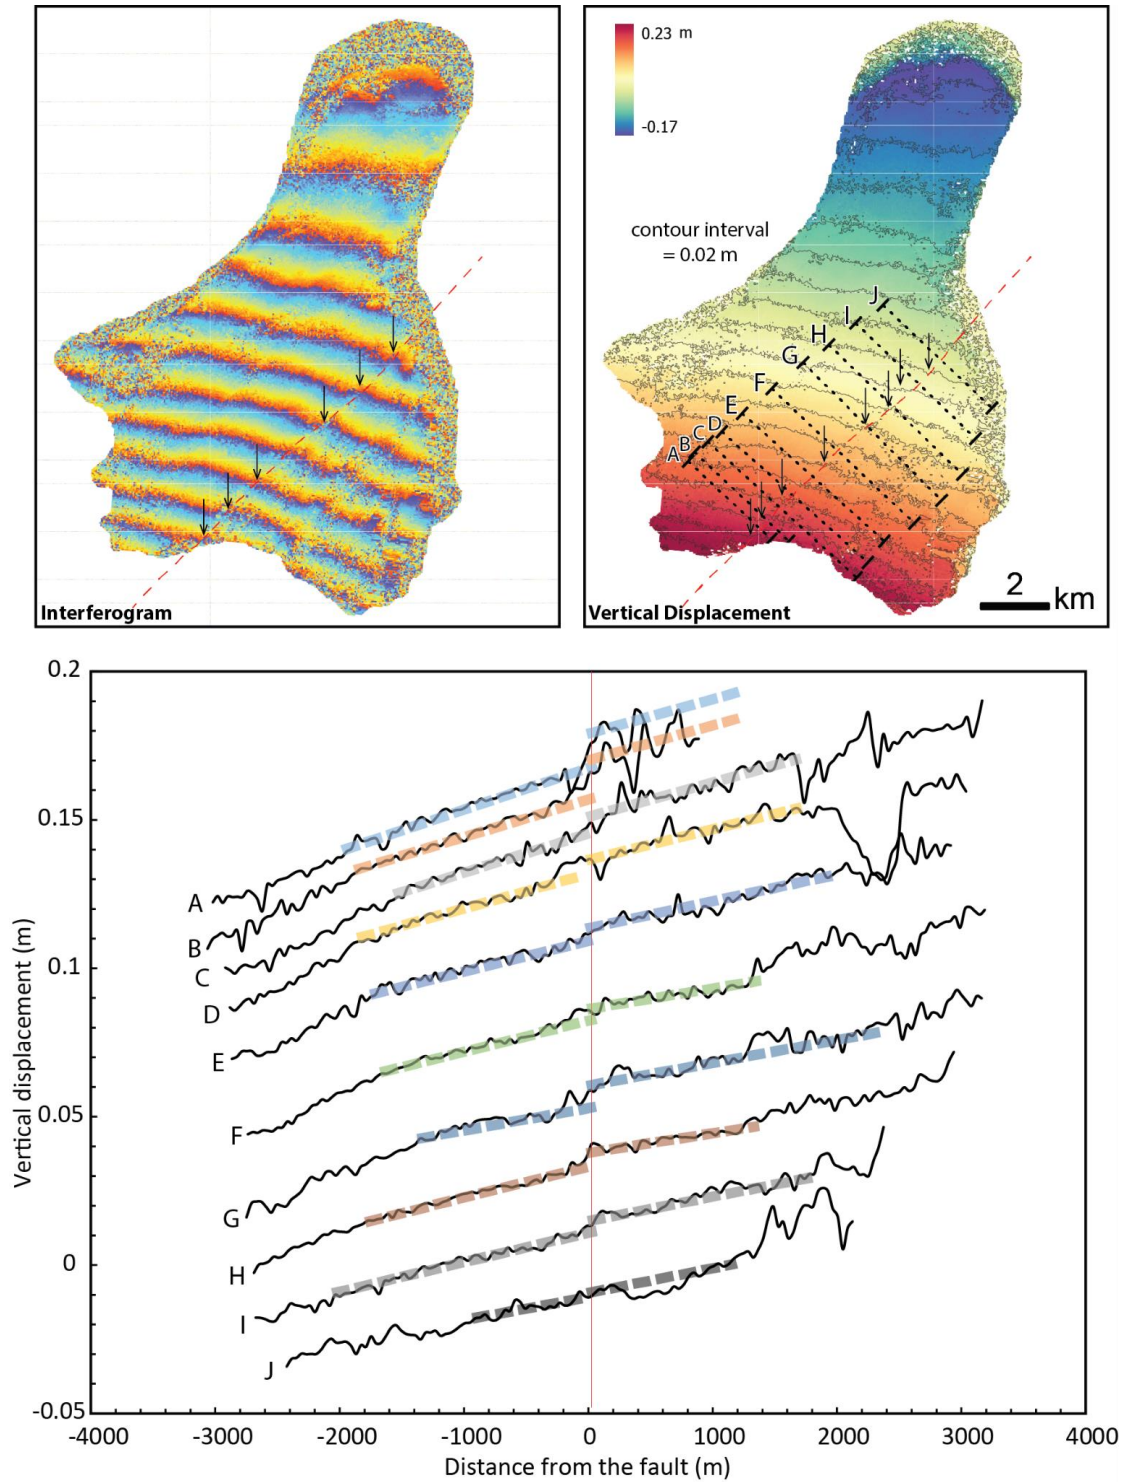 0.23 m
-0.17
contour interval
= 0.02 m
J
I
H
G
F
E
D
C
B
A
2
km
Interferogram
Vertical Displacement
0.2
0.15
0.1
0.05
0
-0.05
Vertical displacement (m)
A
B
C
D
E
F
G
H
I
J
-4000 -3000 -2000 -1000 0 1000 2000 3000 4000
Distance from the fault (m)